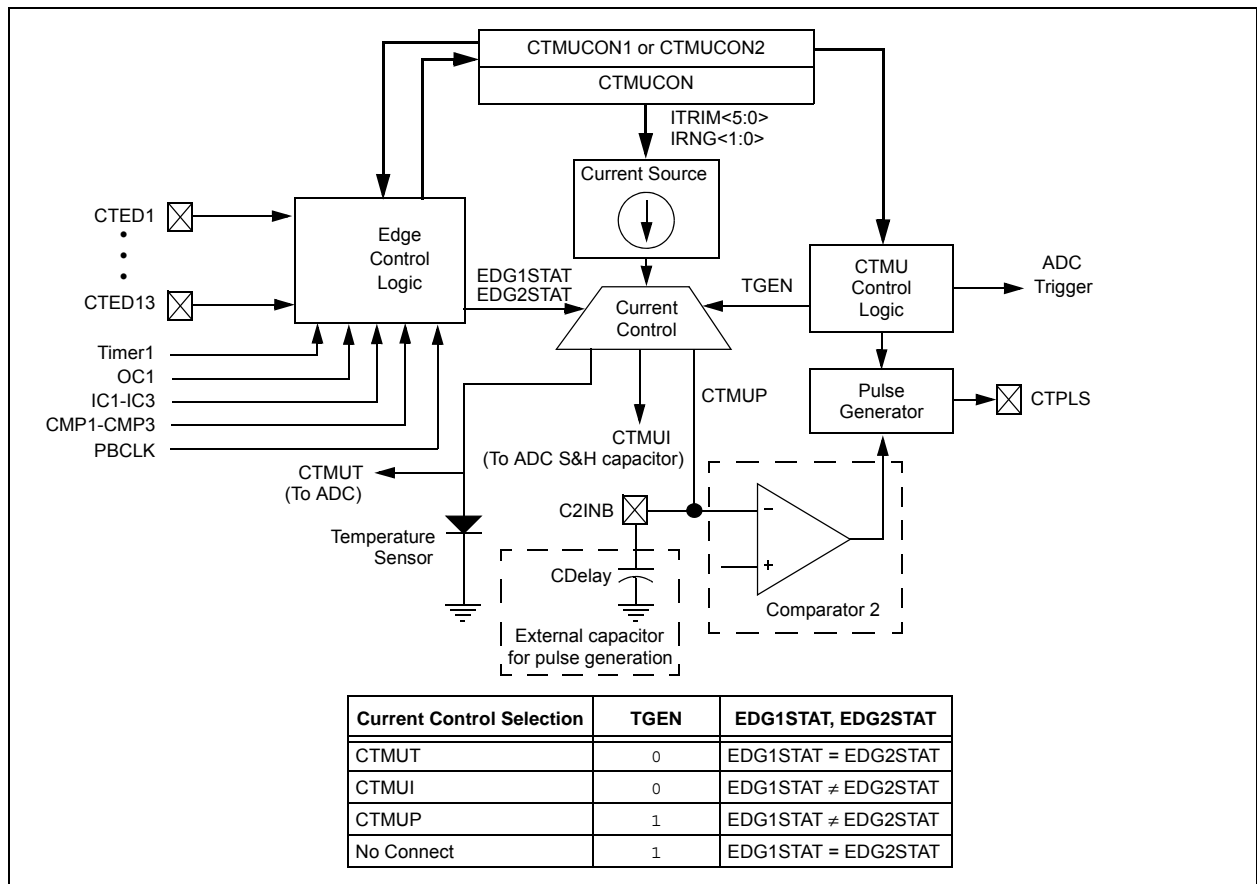 CTMUCON1 or CTMUCON2
CTMUCON
ITRIM<5:0>
IRNG<1:0>
Current Source
CTED1
Edge
Control
Logic
CTED13
EDG1STAT
EDG2STAT
Current
Control
TGEN
CTMU
Control
Logic
ADC
Trigger
Timer1
OC1
IC1-IC3
CMP1-CMP3
PBCLK
CTMUP
Pulse
Generator
CTPLS
CTMUI
(To ADC S&H capacitor)
CTMUT
(To ADC)
C2INB
−
+
Temperature
Sensor
CDelay
Comparator 2
External capacitor
for pulse generation
Current Control Selection TGEN EDG1STAT, EDG2STAT
CTMUT 0 EDG1STAT = EDG2STAT
CTMUI 0 EDG1STAT ≠ EDG2STAT
CTMUP 1 EDG1STAT ≠ EDG2STAT
No Connect 1 EDG1STAT = EDG2STAT